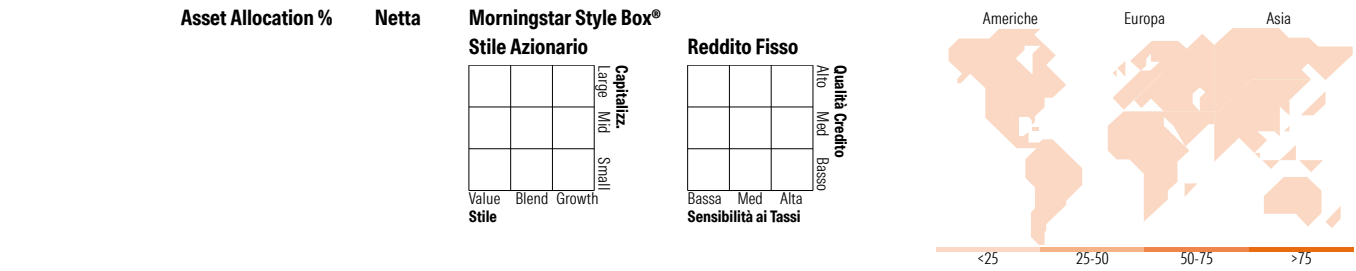 Asset Allocation % Netta
Morningstar Style Box®
Stile Azionario
Large Mid Small
Capitalizz.
Value Blend Growth
Stile
Reddito Fisso
Alto Med Basso
Qualità Credito
Bassa Med Alta
Sensibilità ai Tassi
Americhe Europa Asia
<25 25-50 50-75 >75